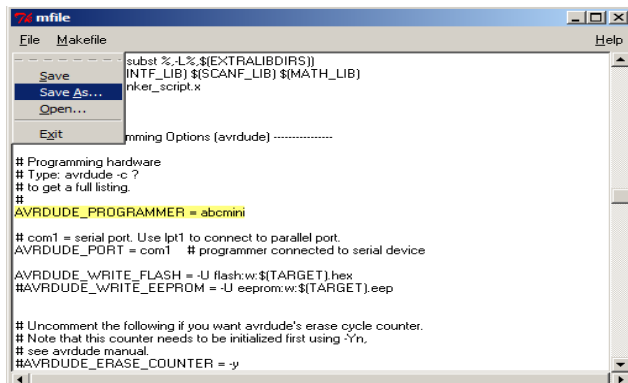 mfile
File Makefile Help
subst %,-L%,$(EXTRALIBDIRS))
Save
INTF_LIB) $(SCANF_LIB) $(MATH_LIB)
Save As...
nker_script.x
Open...
Exit
mming Options (avrdude) ---------------
# Programming hardware
# Type: avrdude -c ?
# to get a full listing.
#
AVRDUDE_PROGRAMMER = abcmini
# com1 = serial port. Use lpt1 to connect to parallel port.
AVRDUDE_PORT = com1 # programmer connected to serial device
AVRDUDE_WRITE_FLASH = -U flash:w:$(TARGET).hex
#AVRDUDE_WRITE_EEPROM = -U eeprom:w:$(TARGET).eep
# Uncomment the following if you want avrdude's erase cycle counter.
# Note that this counter needs to be initialized first using -Yn,
# see avrdude manual.
#AVRDUDE_ERASE_COUNTER = -y